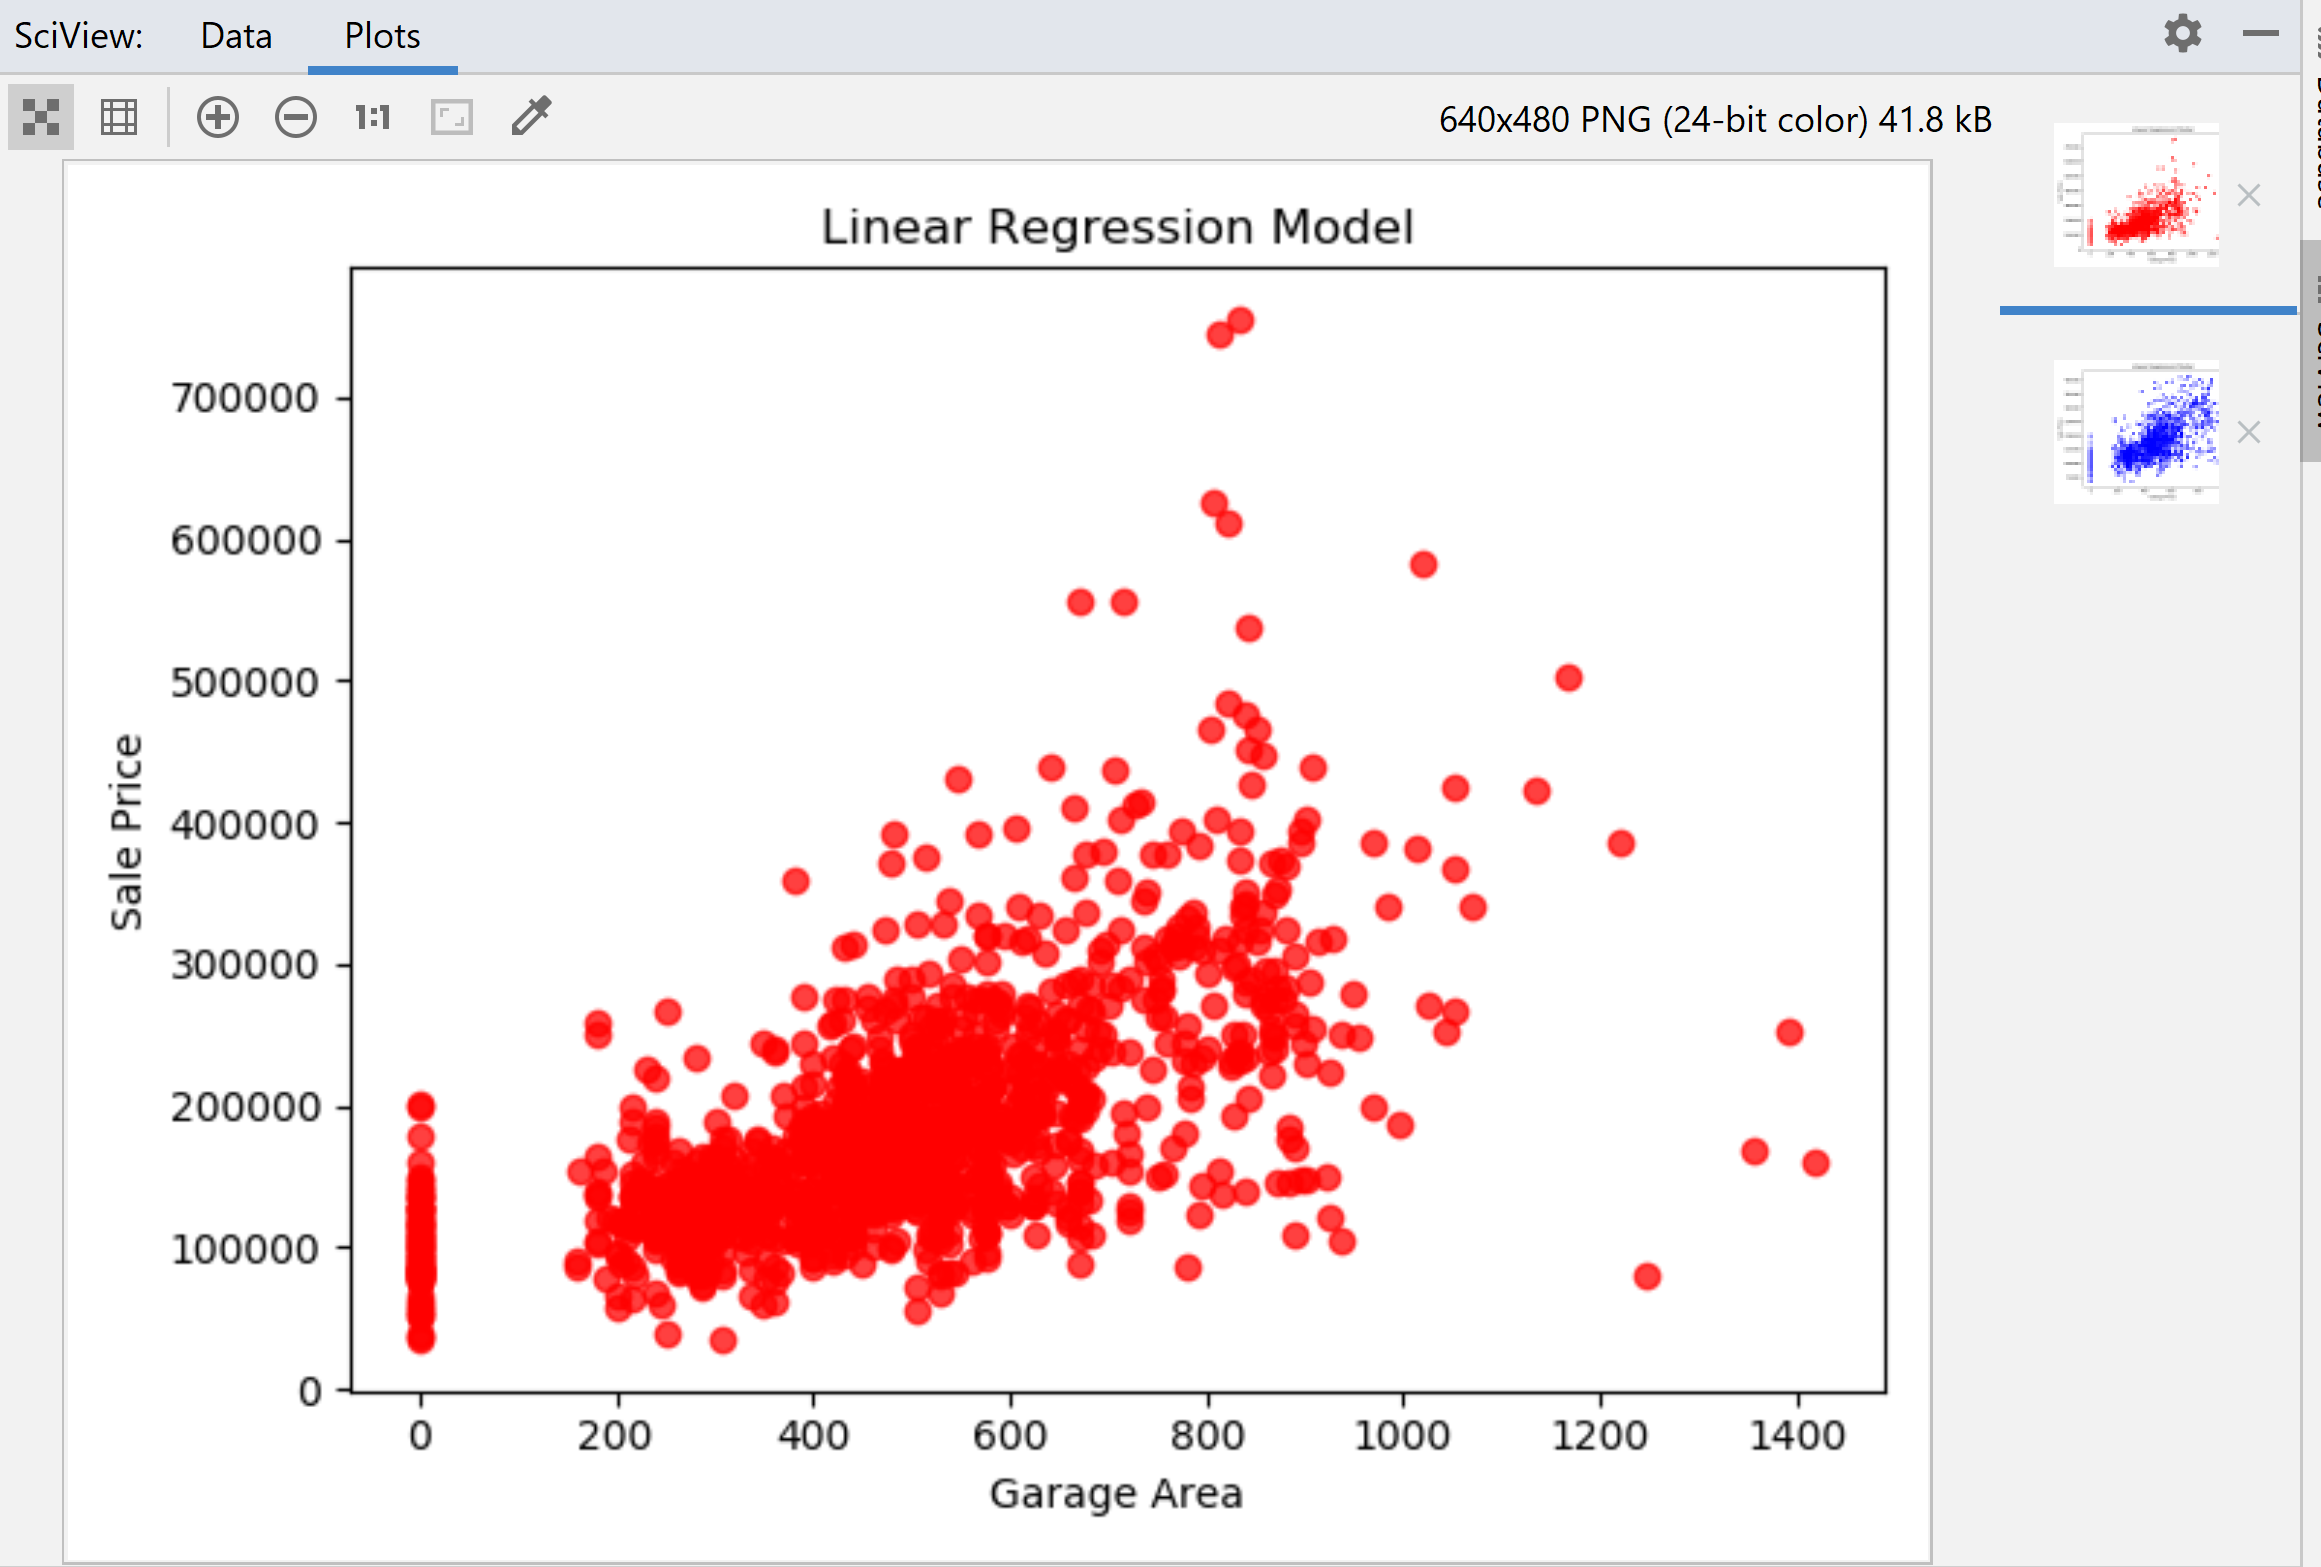 SciView: Data Plots
1:1 640x480 PNG (24-bit color) 41.8 kB
Linear Regression Model
700000
600000
500000
400000
300000
200000
100000
0
Sale Price
0 200 400 600 800 1000 1200 1400
Garage Area